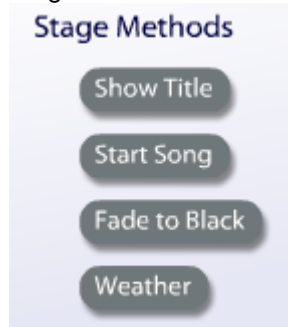 Stage Methods
Show Title
Start Song
Fade to Black
Weather